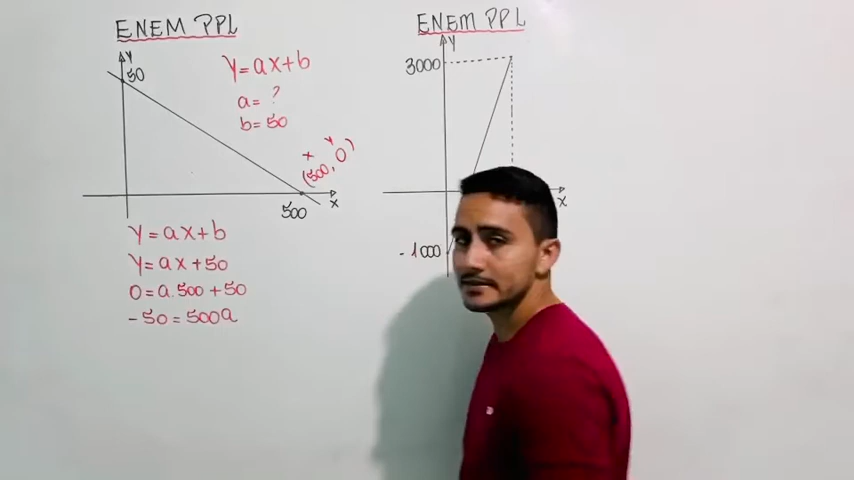 ENEM PPL
Y
50
y=ax+b
a= ?
b=50
x y
(500, 0)
500
x
y=ax+b
y=ax+50
0=a.500+50
-50=500a
ENEM PPL
Y
3000
x
-1000